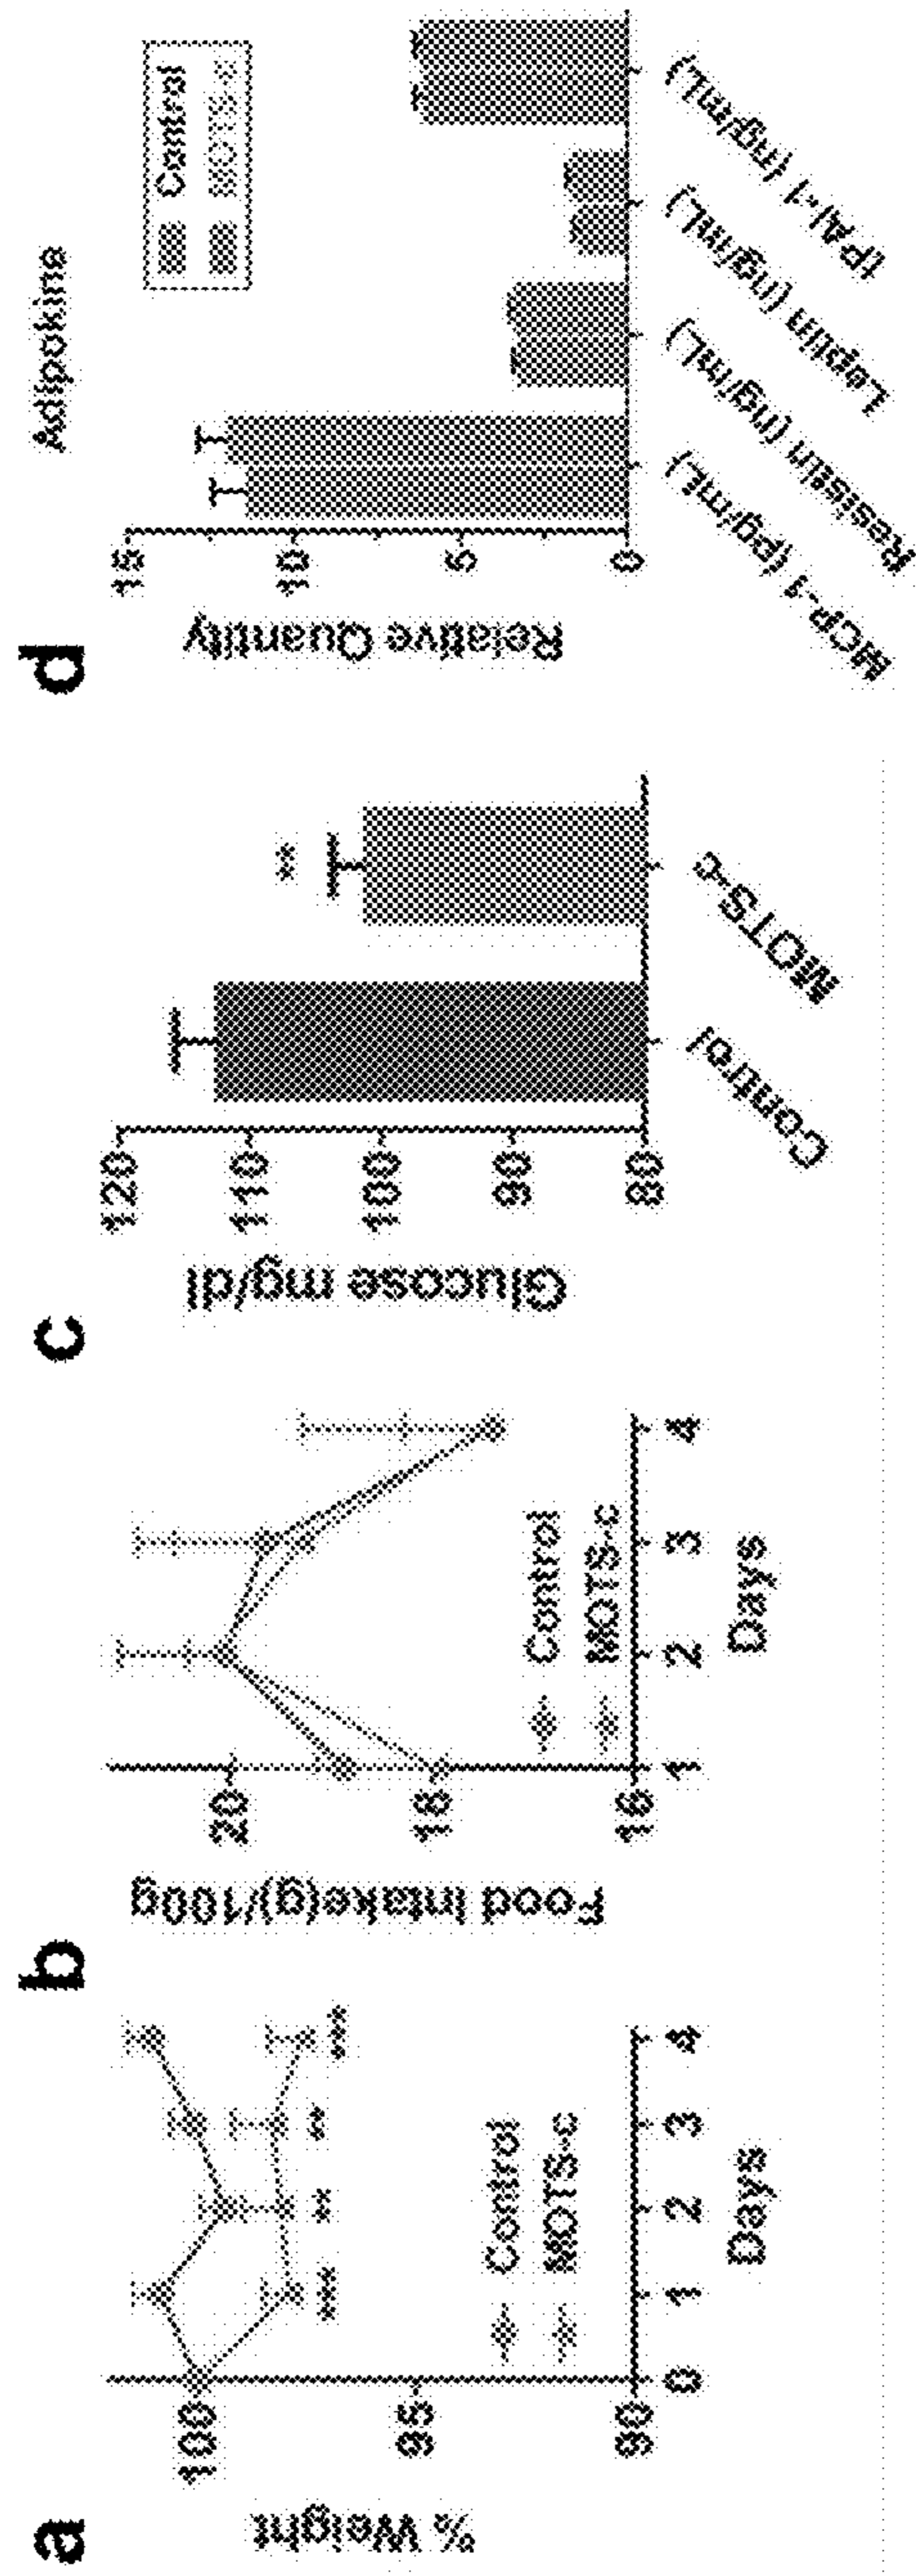 a
% Weight
100
95
90
0 1 2 3 4
Days
Control
MOTS-c
**
**
b
Food intake(g)/100g
20
18
16
1 2 3 4
Days
Control
MOTS-c
c
Glucose mg/dl
120
110
100
90
80
**
Control
MOTS-c
d
Adipokine
Relative Quantity
15
10
5
0
Control
MOTS-c
MCP-1 (pg/mL)
Resistin (ng/mL)
Leptin (ng/mL)
tPAI-1 (ng/mL)